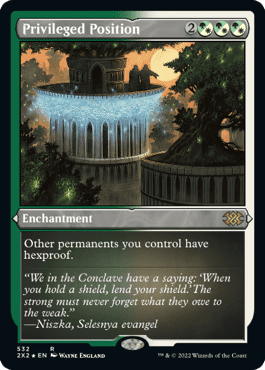 Privileged Position 2
Enchantment
Other permanents you control have
hexproof.
“We in the Conclave have a saying: ‘When
you hold a shield, lend your shield.’ The
strong must never forget what they owe to
the weak.”
—Niszka, Selesnya evangel
532 R
2X2 ★ EN WAYNE ENGLAND
™ & © 2022 Wizards of the Coast